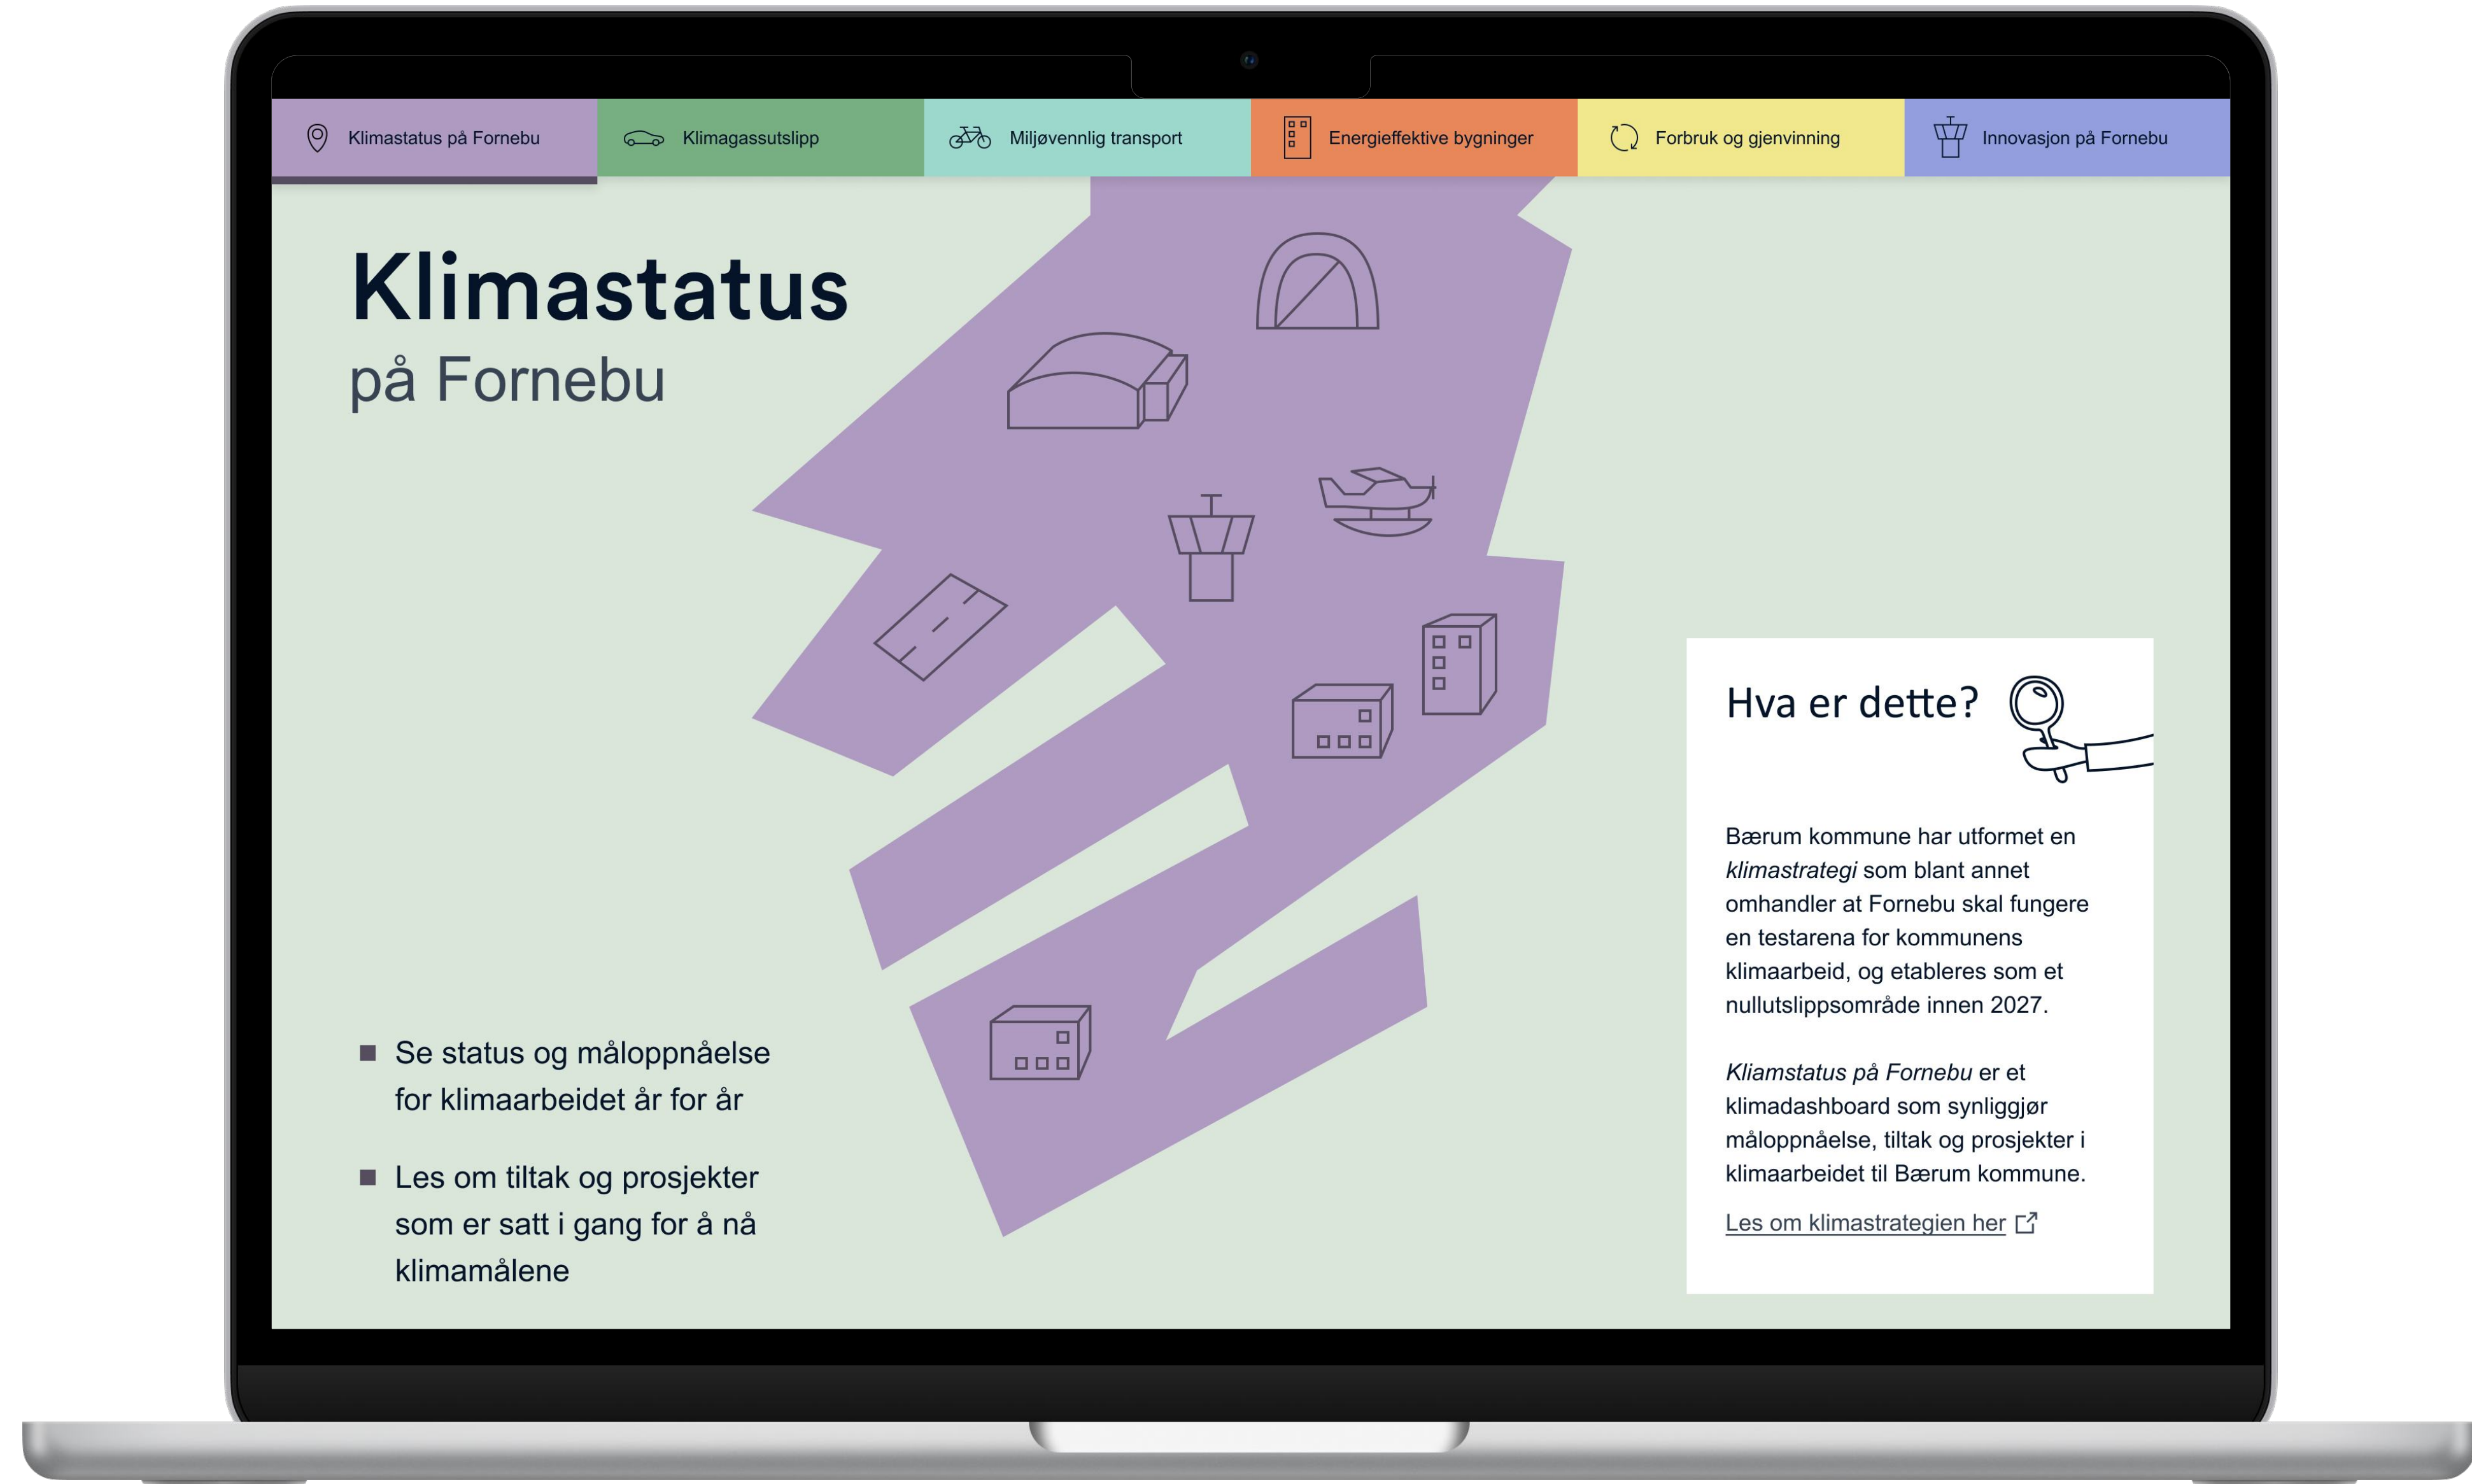 Klimastatus på Fornebu
Klimagassutslipp
Miljøvennlig transport
Energieffektive bygninger
Forbruk og gjenvinning
Innovasjon på Fornebu
Klimastatus
på Fornebu
Se status og måloppnåelse
for klimaarbeidet år for år
Les om tiltak og prosjekter
som er satt i gang for å nå
klimamålene
Hva er dette?
Bærum kommune har utformet en
klimastrategi som blant annet
omhandler at Fornebu skal fungere
en testarena for kommunens
klimaarbeid, og etableres som et
nullutslippsområde innen 2027.
Kliamstatus på Fornebu er et
klimadashboard som synliggjør
måloppnåelse, tiltak og prosjekter i
klimaarbeidet til Bærum kommune.
Les om klimastrategien her